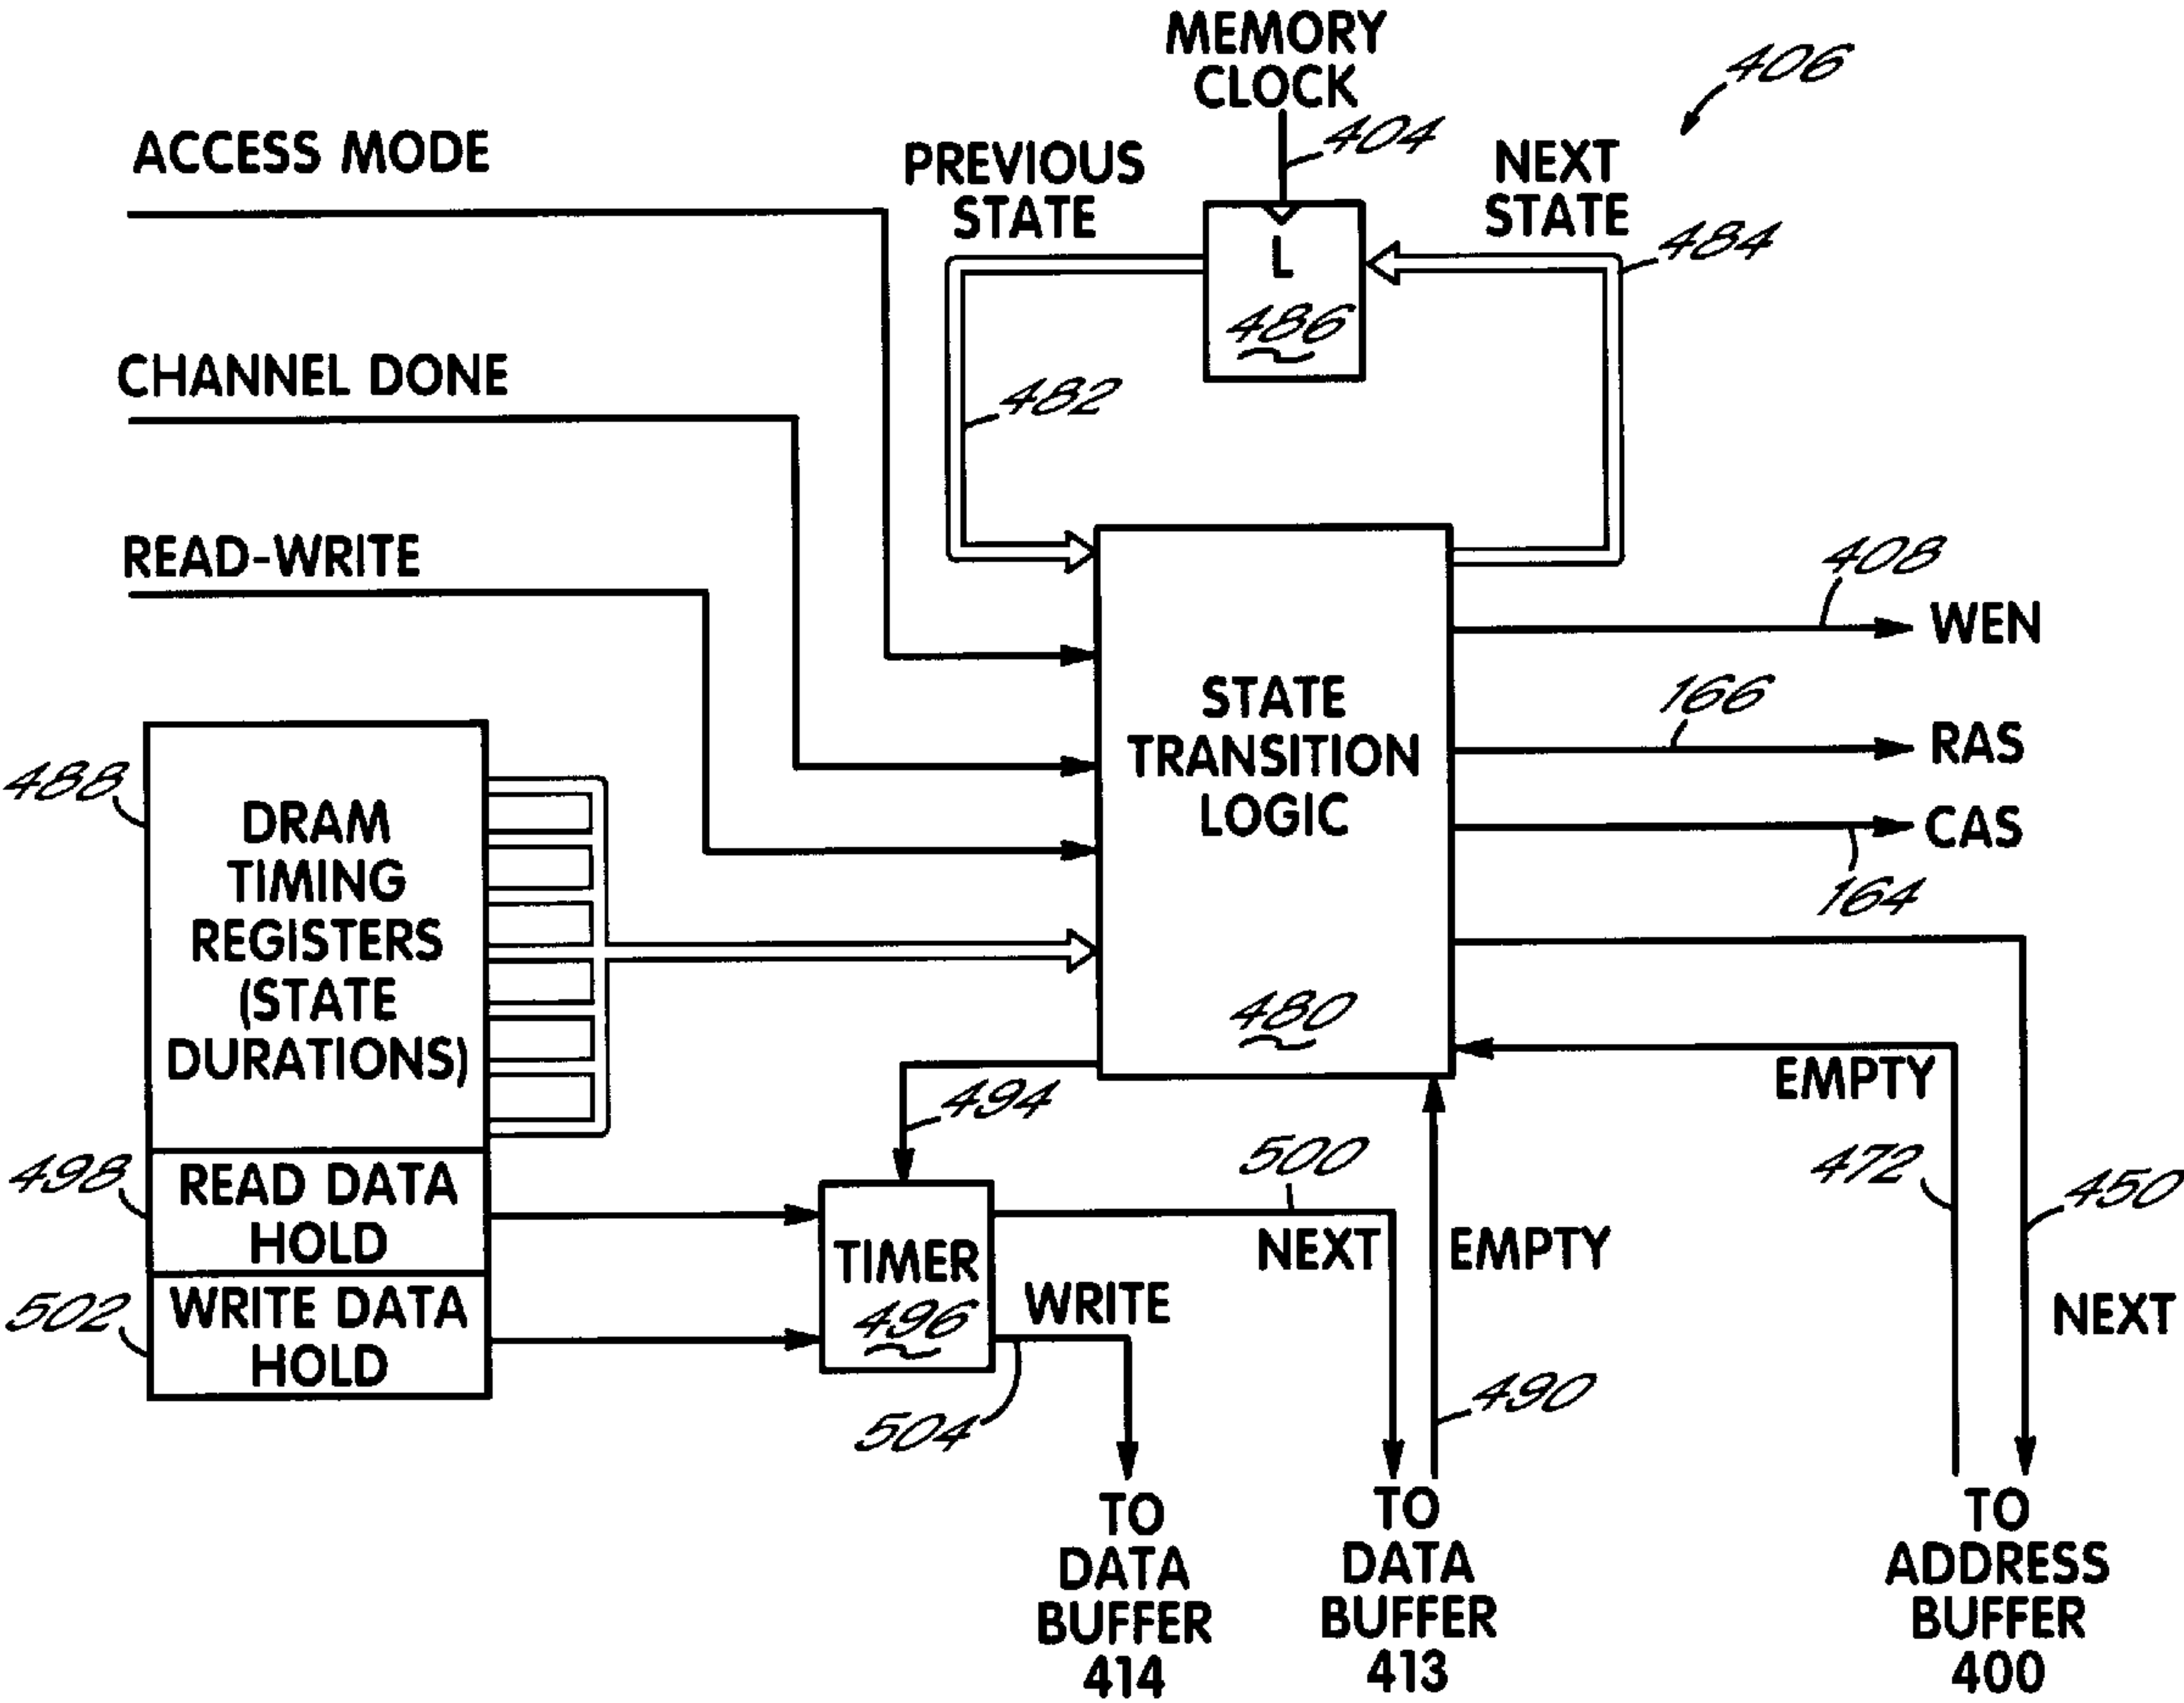 MEMORY
CLOCK
406
404
ACCESS MODE
PREVIOUS
STATE
NEXT
STATE
484
L
486
CHANNEL DONE
482
READ-WRITE
408
WEN
166
RAS
CAS
164
STATE
TRANSITION
LOGIC
480
488
DRAM
TIMING
REGISTERS
(STATE
DURATIONS)
494
EMPTY
472
450
NEXT
498
READ DATA
HOLD
502
WRITE DATA
HOLD
TIMER
496
500
NEXT
EMPTY
WRITE
504
490
TO
DATA
BUFFER
414
TO
DATA
BUFFER
413
TO
ADDRESS
BUFFER
400